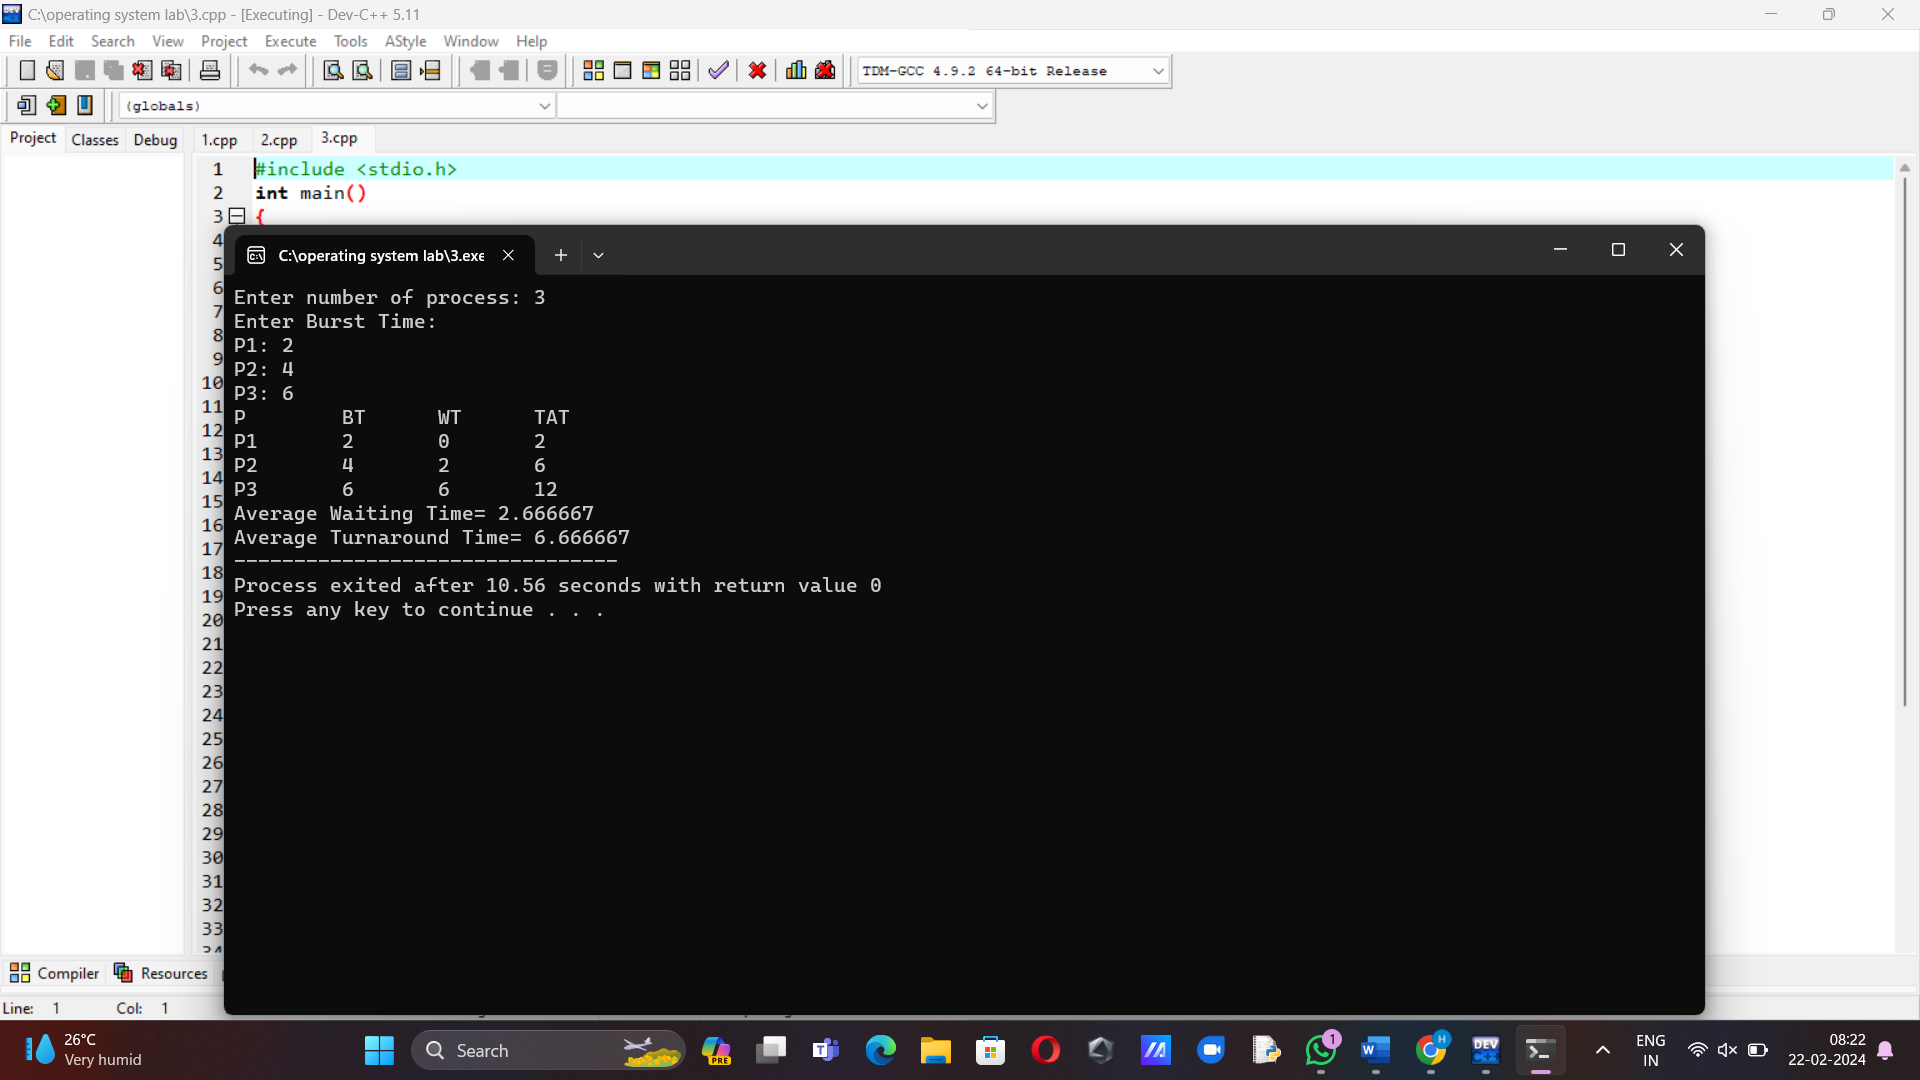 C:\operating system lab\3.cpp - [Executing] - Dev-C++ 5.11
File Edit Search View Project Execute Tools AStyle Window Help
TDM-GCC 4.9.2 64-bit Release
(globals)
Project Classes Debug 1.cpp 2.cpp 3.cpp
1 #include <stdio.h>
2 int main()
3 {
4
C:\operating system lab\3.exe
5
6
7
8
9
10
11
12
13
14
15
16
17
18
19
20
21
22
23
24
25
26
27
28
29
30
31
32
33
34
Enter number of process: 3
Enter Burst Time:
P1: 2
P2: 4
P3: 6
P BT WT TAT
P1 2 0 2
P2 4 2 6
P3 6 6 12
Average Waiting Time= 2.666667
Average Turnaround Time= 6.666667
--------------------------------
Process exited after 10.56 seconds with return value 0
Press any key to continue . . .
Compiler Resources
Line: 1 Col: 1
26°C
Very humid
Search
PRE
1
H
DEV
ENG
IN
08:22
22-02-2024